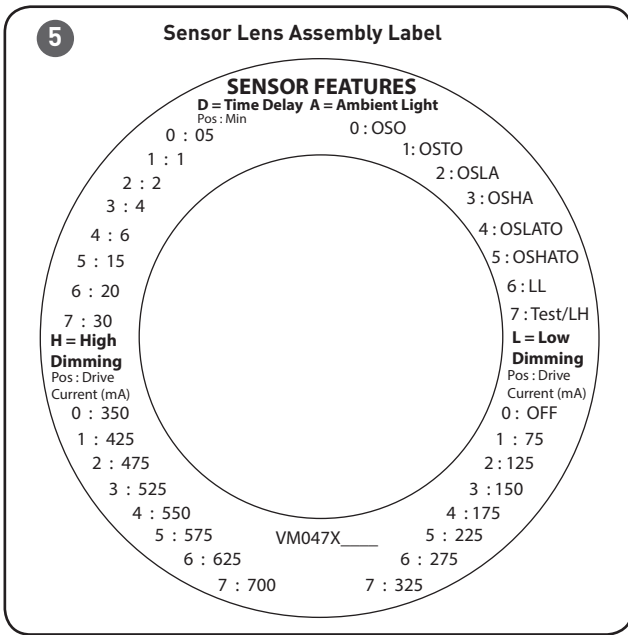 5
Sensor Lens Assembly Label
SENSOR FEATURES
D = Time Delay A = Ambient Light
Pos : Min
0 : 05
1 : 1
2 : 2
3 : 4
4 : 6
5 : 15
6 : 20
7 : 30
0 : OSO
1: OSTO
2 : OSLA
3 : OSHA
4 : OSLATO
5 : OSHATO
6 : LL
7 : Test/LH
H = High
Dimming
Pos : Drive
Current (mA)
0 : 350
1 : 425
2 : 475
3 : 525
4 : 550
5 : 575
6 : 625
7 : 700
L = Low
Dimming
Pos : Drive
Current (mA)
0 : OFF
1 : 75
2 : 125
3 : 150
4 : 175
5 : 225
6 : 275
7 : 325
VM047X____